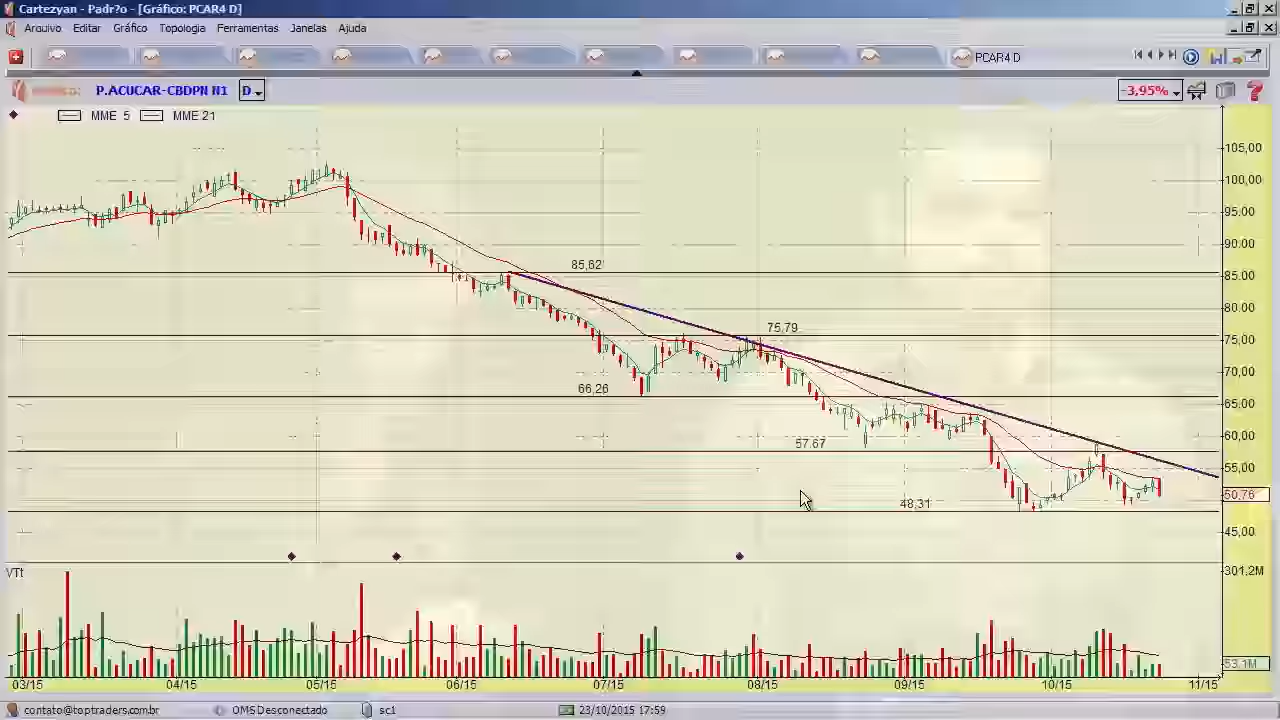 Cartezyan - Padr?o - [Gráfico: PCAR4 D]
Arquivo Editar Gráfico Topologia Ferramentas Janelas Ajuda
PCAR4 D
P.ACUCAR-CBDPN N1 D -3,95%
MME 5 MME 21
105,00
100,00
95,00
90,00
85,62
85,00
80,00
75,79
75,00
70,00
66,26
65,00
60,00
57,67
55,00
50,76
48,31
45,00
VTt
301,2M
53,1M
03/15 04/15 05/15 06/15 07/15 08/15 09/15 10/15 11/15
contato@toptraders.com.br OMS Desconectado sc1 23/10/2015 17:59